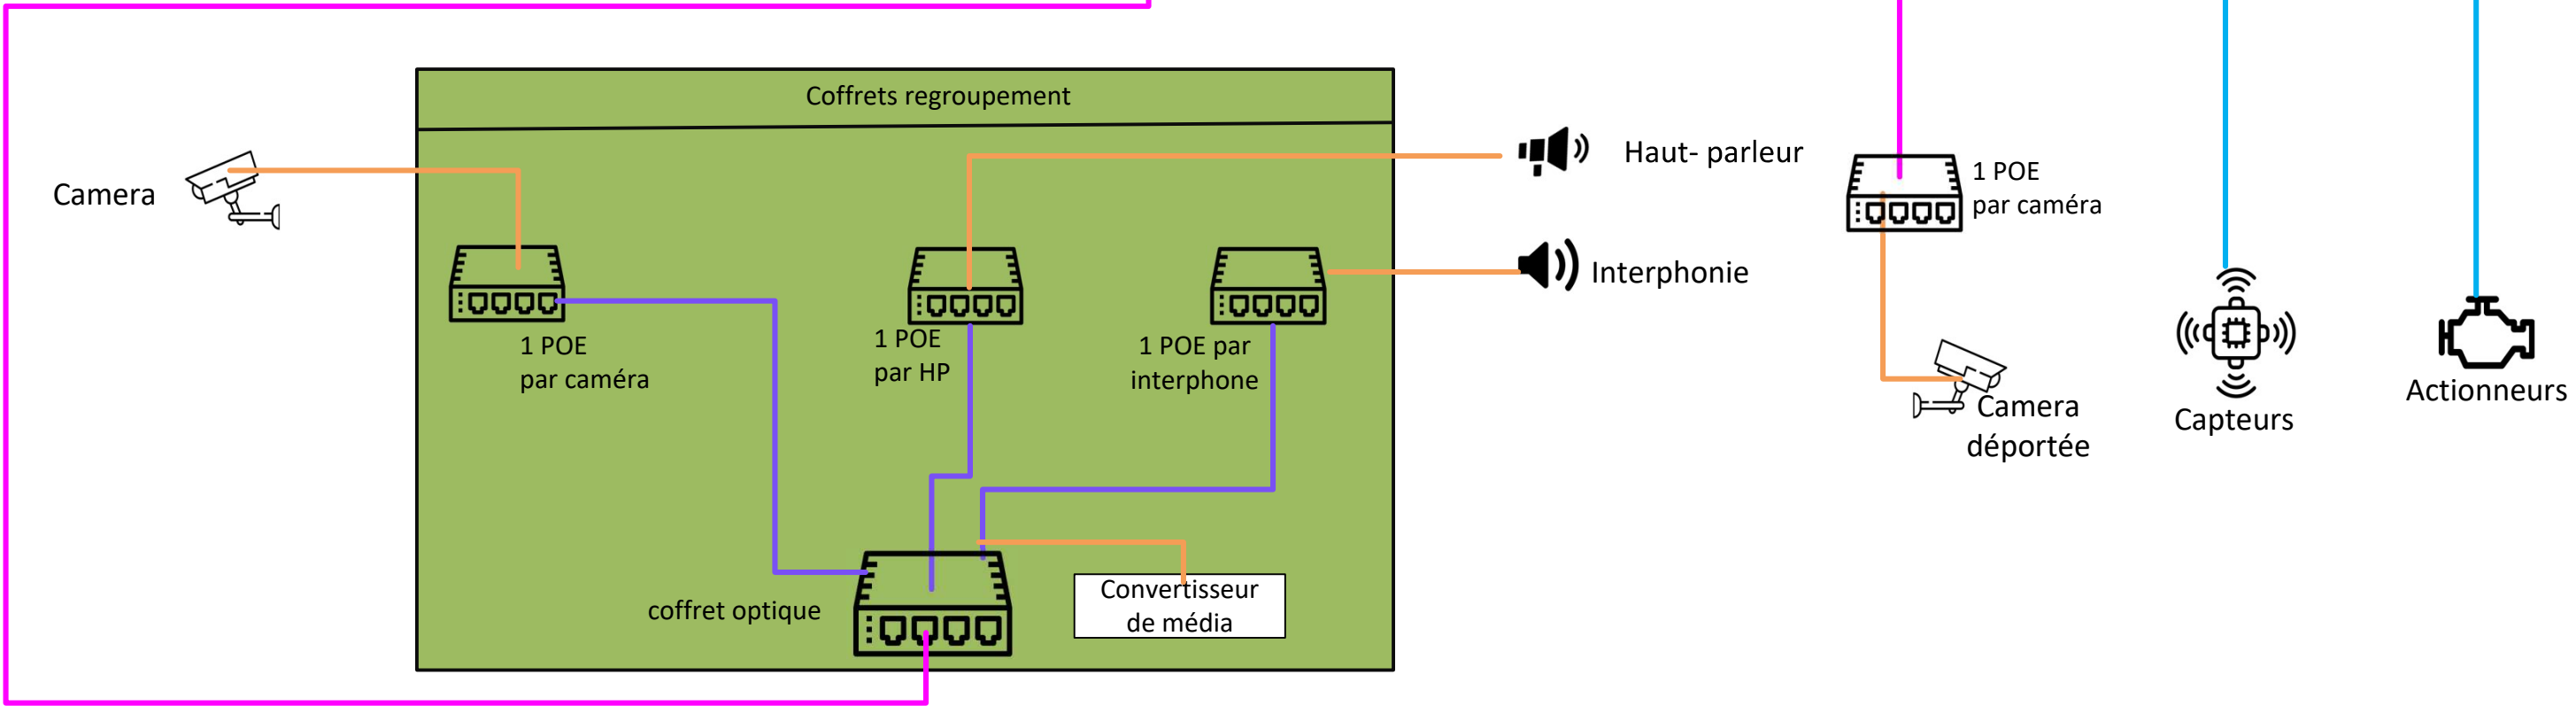 Coffrets regroupement
Camera
Haut- parleur
Interphonie
1 POE
par caméra
1 POE
par HP
1 POE par
interphone
coffret optique
Convertisseur
de média
1 POE
par caméra
Camera
déportée
Capteurs
Actionneurs